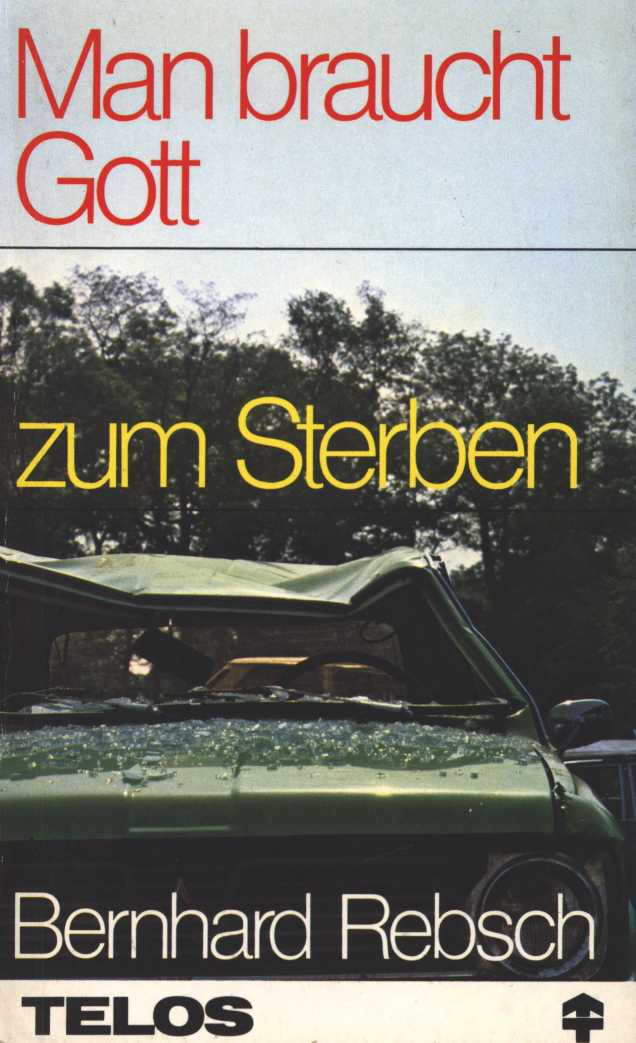 Man braucht
Gott
zum Sterben
Bernhard Rebsch
TELOS